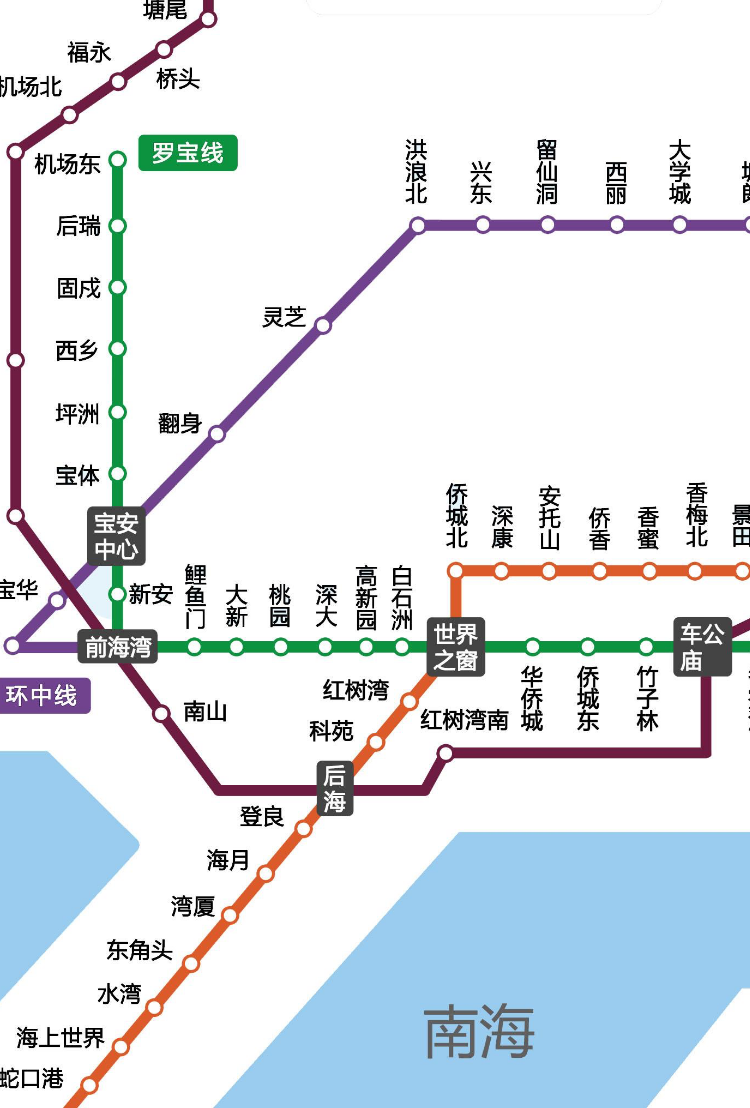 塘尾
福永
桥头
机场北
机场东
罗宝线
后瑞
固戍
西乡
坪洲
宝体
洪浪北
兴东
留仙洞
西丽
大学城
灵芝
翻身
宝安
中心
宝华
新安
前海湾
环中线
鲤鱼门
大新
桃园
深大
高新园
白石洲
侨城北
深康
安托山
侨香
香蜜
香梅北
景田
世界
之窗
车公
庙
华侨城
侨城东
竹子林
红树湾
红树湾南
科苑
南山
后
海
登良
海月
湾厦
东角头
水湾
海上世界
蛇口港
南海